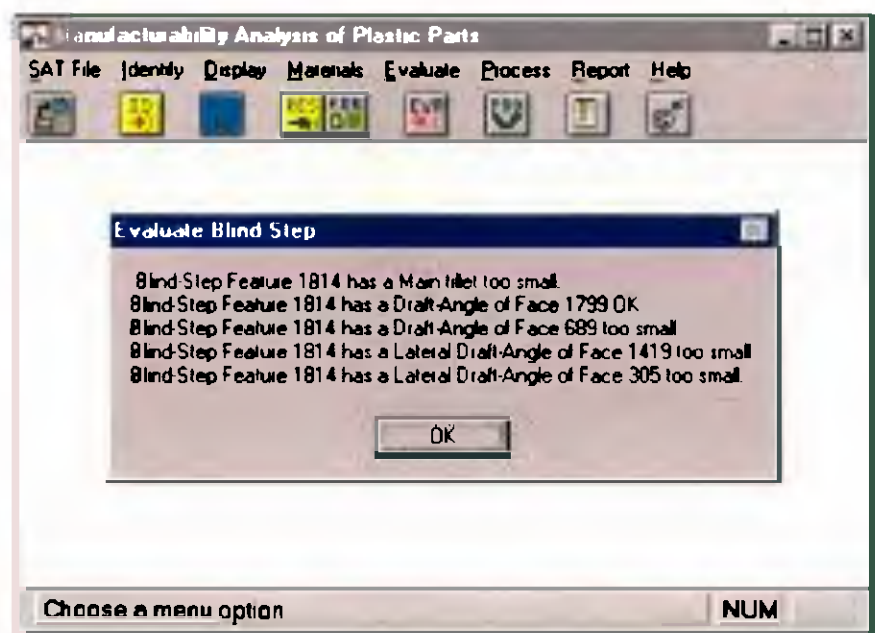 Manufacturability Analysis of Plastic Parts
SAT File Identify Display Materials Evaluate Process Report Help
EVA
Evaluate Blind Step
Blind-Step Feature 1814 has a Main fillet too small.
Blind-Step Feature 1814 has a Draft-Angle of Face 1799 OK
Blind-Step Feature 1814 has a Draft-Angle of Face 689 too small
Blind-Step Feature 1814 has a Lateral Draft-Angle of Face 1419 too small
Blind-Step Feature 1814 has a Lateral Draft-Angle of Face 305 too small.
OK
Choose a menu option NUM